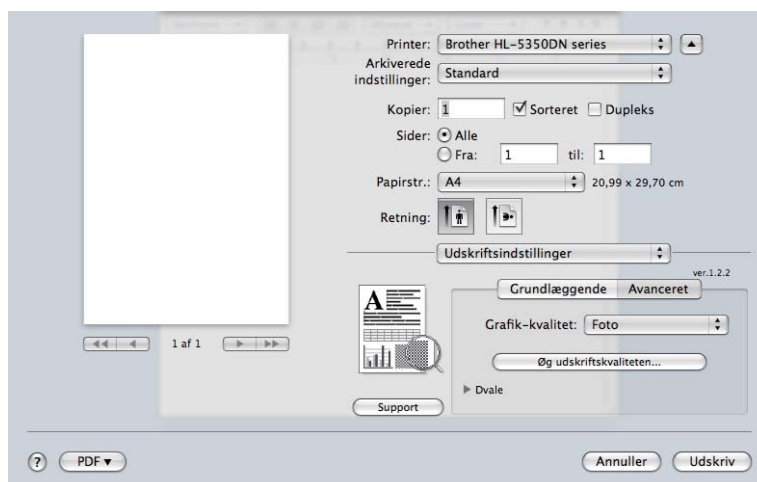 Printer: Brother HL-5350DN series
Arkiverede
indstillinger: Standard
Kopier: 1 Sorteret Dupleks
Sider: Alle
Fra: 1 til: 1
Papirstr.: A4 20,99 x 29,70 cm
Retning:
Udskriftsindstillinger
ver.1.2.2
Grundlæggende Avanceret
A
Grafik-kvalitet: Foto
1 af 1
Øg udskriftskvaliteten...
Dvale
Support
? PDF▼ Annuller Udskriv